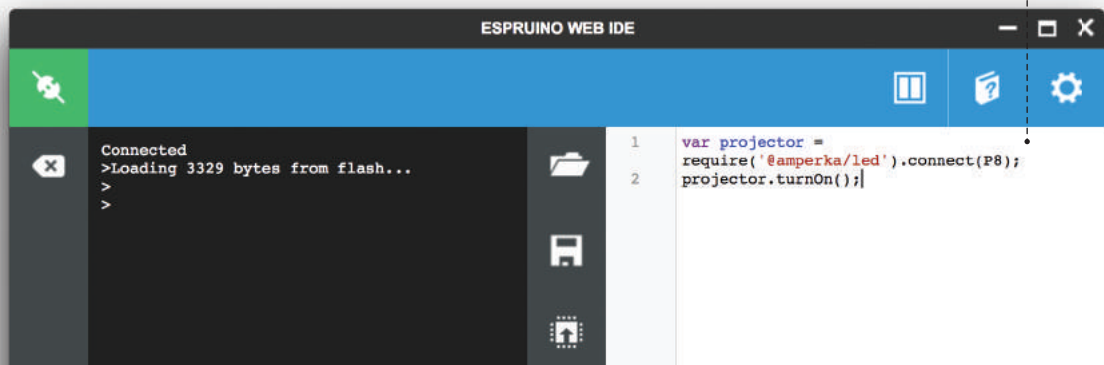 ESPRUINO WEB IDE
Connected
>Loading 3329 bytes from flash...
>
>
1 var projector =
require('@amperka/led').connect(P8);
2 projector.turnOn();